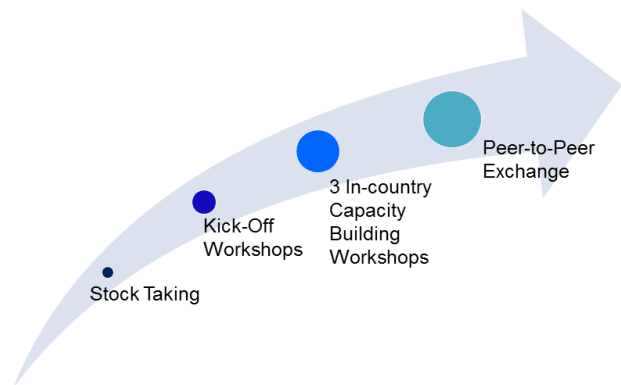 Stock Taking
Kick-Off
Workshops
3 In-country
Capacity
Building
Workshops
Peer-to-Peer
Exchange